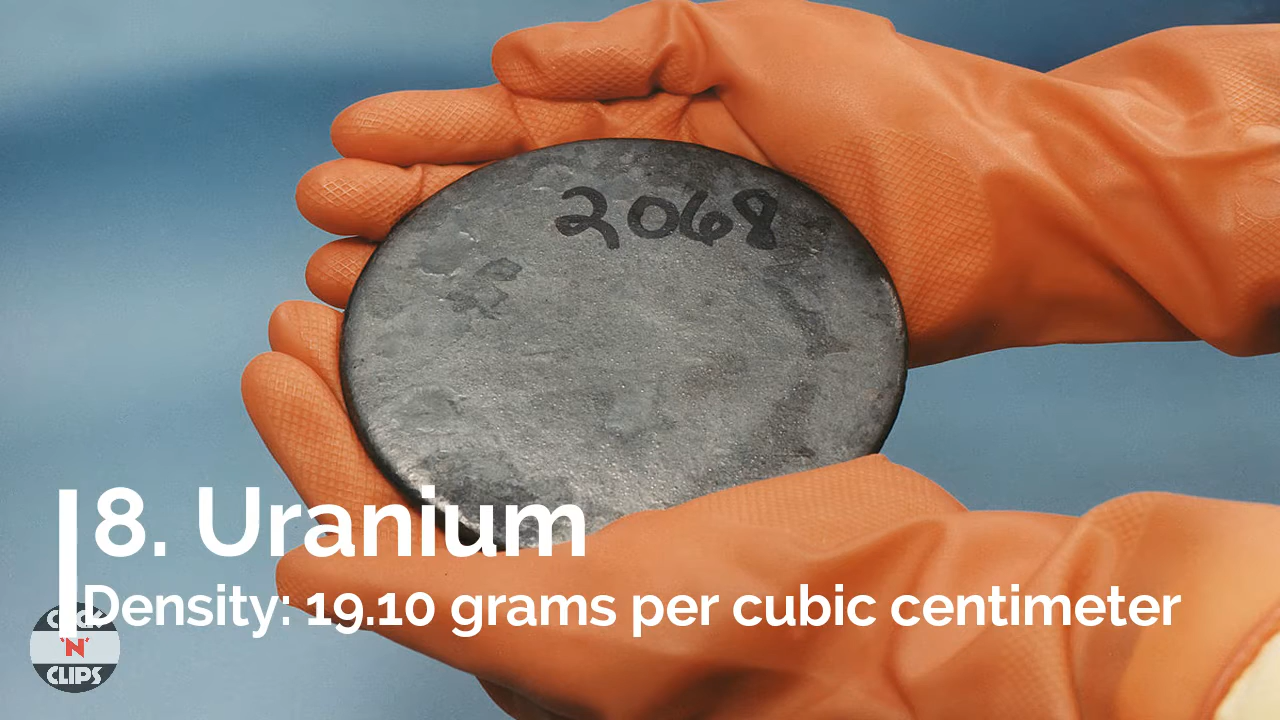 2068
8. Uranium
Density: 19.10 grams per cubic centimeter
'N'
CLIPS